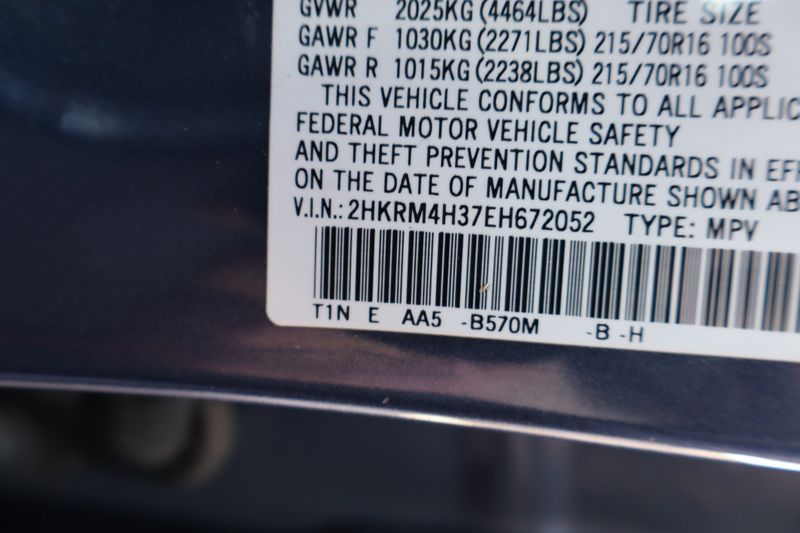 GVWR 2025KG (4464LBS) TIRE SIZE
GAWR F 1030KG (2271LBS) 215/70R16 100S
GAWR R 1015KG (2238LBS) 215/70R16 100S
THIS VEHICLE CONFORMS TO ALL APPLIC
FEDERAL MOTOR VEHICLE SAFETY
AND THEFT PREVENTION STANDARDS IN EFF
ON THE DATE OF MANUFACTURE SHOWN AB
V.I.N.: 2HKRM4H37EH672052 TYPE: MPV
T1N E AA5 -B570M -B -H